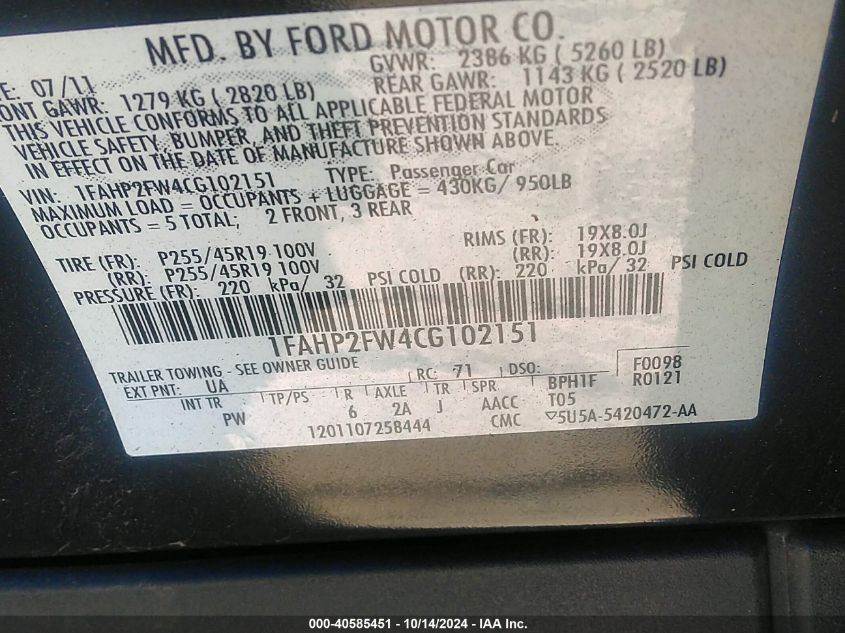 MFD. BY FORD MOTOR CO.
E: 07/11 GVWR: 2386 KG ( 5260 LB)
ONT GAWR: 1279 KG ( 2820 LB) REAR GAWR: 1143 KG ( 2520 LB)
THIS VEHICLE CONFORMS TO ALL APPLICABLE FEDERAL MOTOR
VEHICLE SAFETY, BUMPER, AND THEFT PREVENTION STANDARDS
IN EFFECT ON THE DATE OF MANUFACTURE SHOWN ABOVE.
VIN: 1FAHP2FW4CG102151 TYPE: Passenger Car
MAXIMUM LOAD = OCCUPANTS + LUGGAGE = 430KG/ 950LB
OCCUPANTS = 5 TOTAL; 2 FRONT, 3 REAR
TIRE (FR): P255/45R19 100V RIMS (FR): 19X8.0J
(RR): P255/45R19 100V (RR): 19X8.0J
PRESSURE (FR): 220 kPa/ 32 PSI COLD (RR): 220 kPa/ 32 PSI COLD
1FAHP2FW4CG102151
TRAILER TOWING - SEE OWNER GUIDE
EXT PNT: UA RC: 71 DSO: F0098
INT TR TP/PS R AXLE TR SPR BPH1F R0121
PW 6 2A J AACC T05
1201107258444 CMC ▽5U5A-5420472-AA
000-40585451 - 10/14/2024 - IAA Inc.